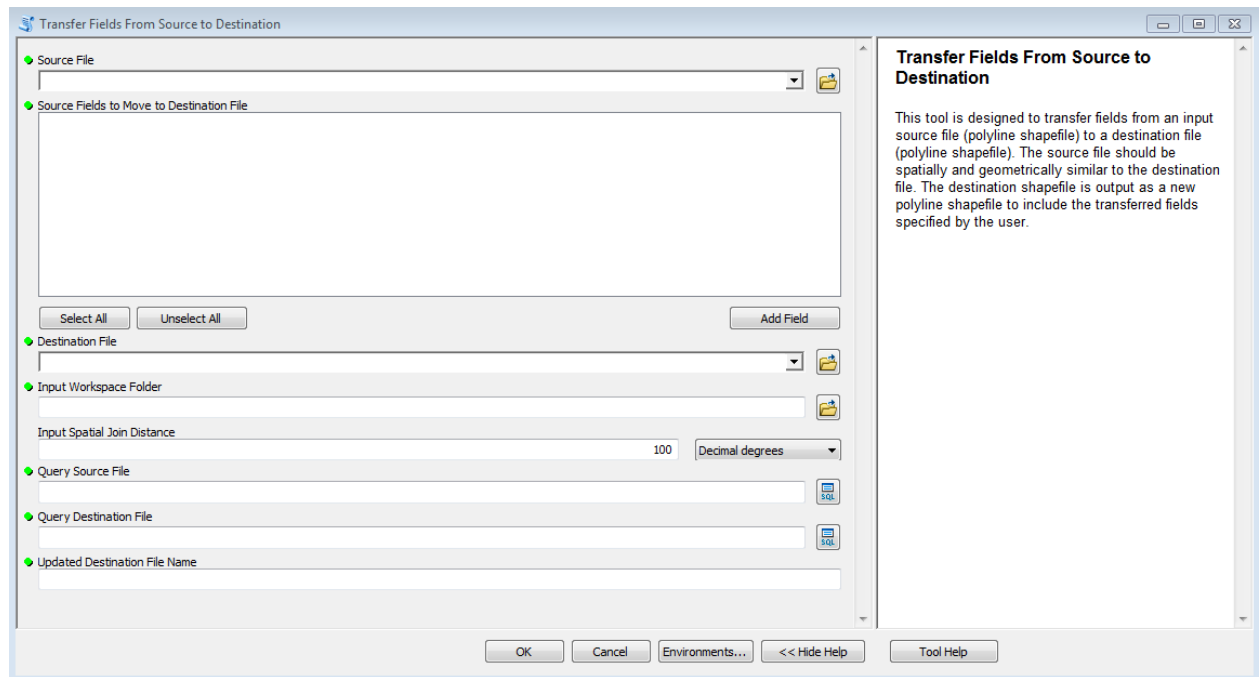 Transfer Fields From Source to Destination
Source File
Source Fields to Move to Destination File
Select All
Unselect All
Add Field
Destination File
Input Workspace Folder
Input Spatial Join Distance
100
Decimal degrees
Query Source File
SQL
Query Destination File
SQL
Updated Destination File Name
OK
Cancel
Environments...
<< Hide Help
Transfer Fields From Source to
Destination
This tool is designed to transfer fields from an input
source file (polyline shapefile) to a destination file
(polyline shapefile). The source file should be
spatially and geometrically similar to the destination
file. The destination shapefile is output as a new
polyline shapefile to include the transferred fields
specified by the user.
Tool Help